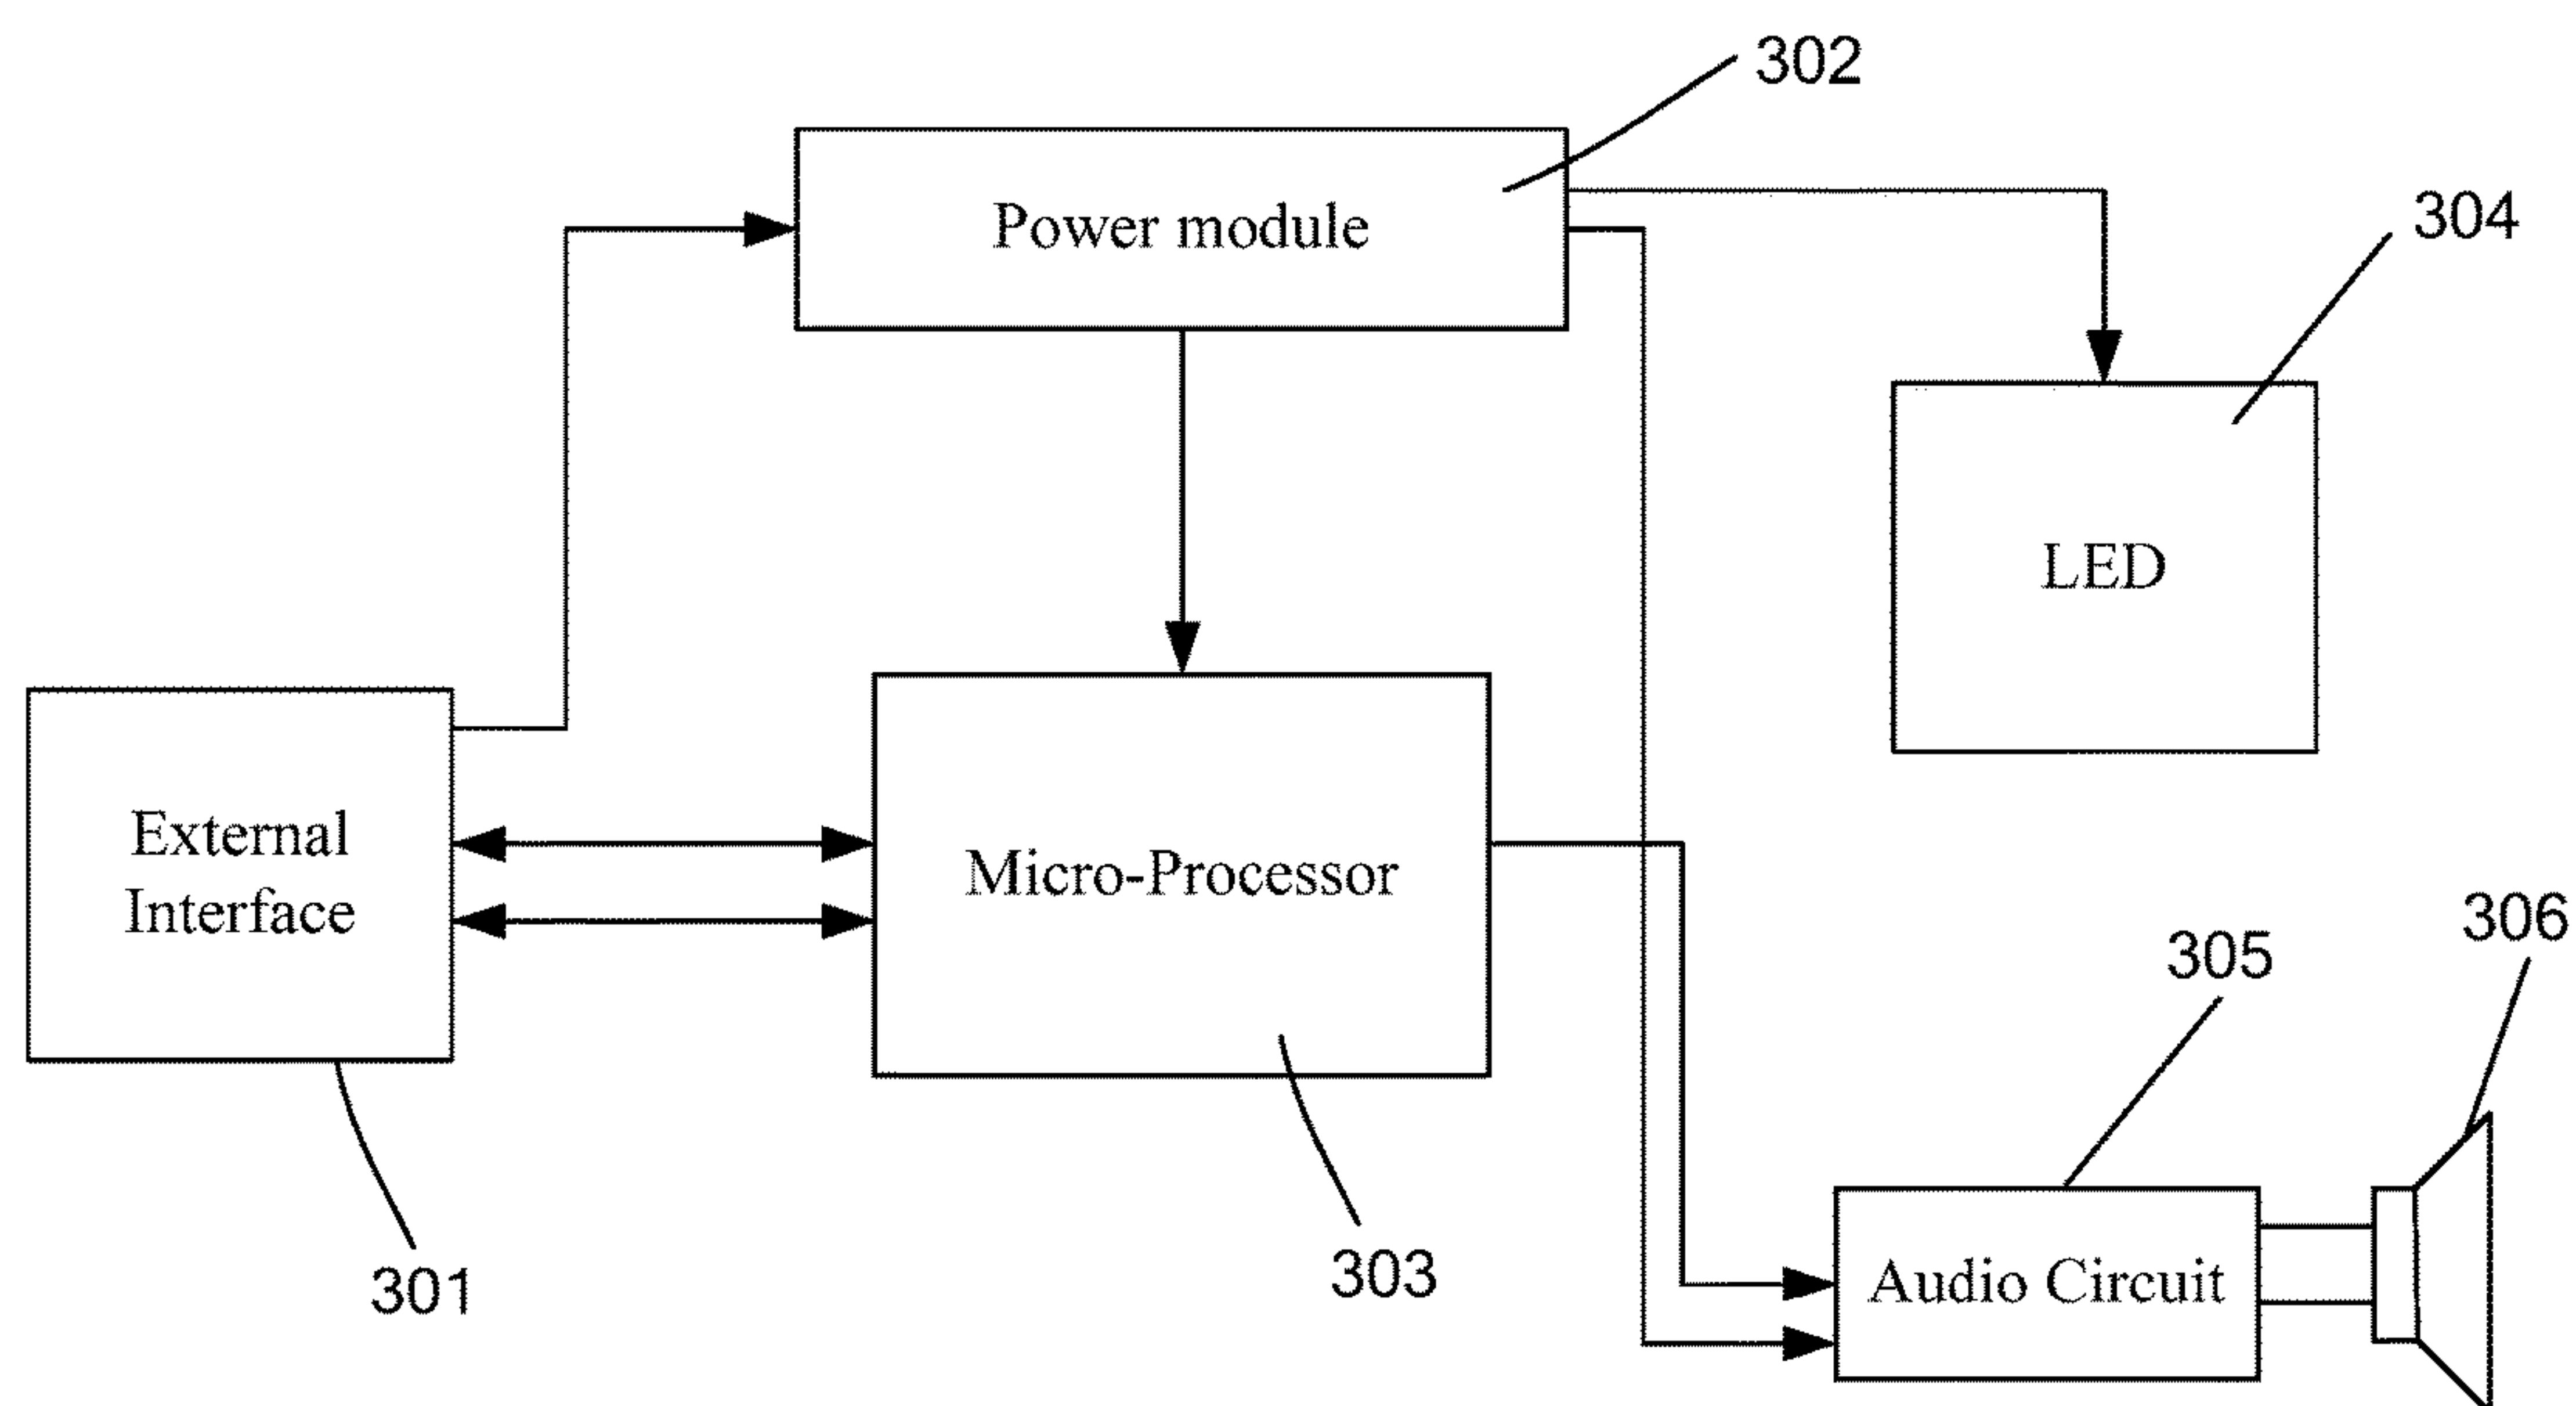 302
Power module
304
LED
External
Interface
Micro-Processor
306
305
303
301
Audio Circuit